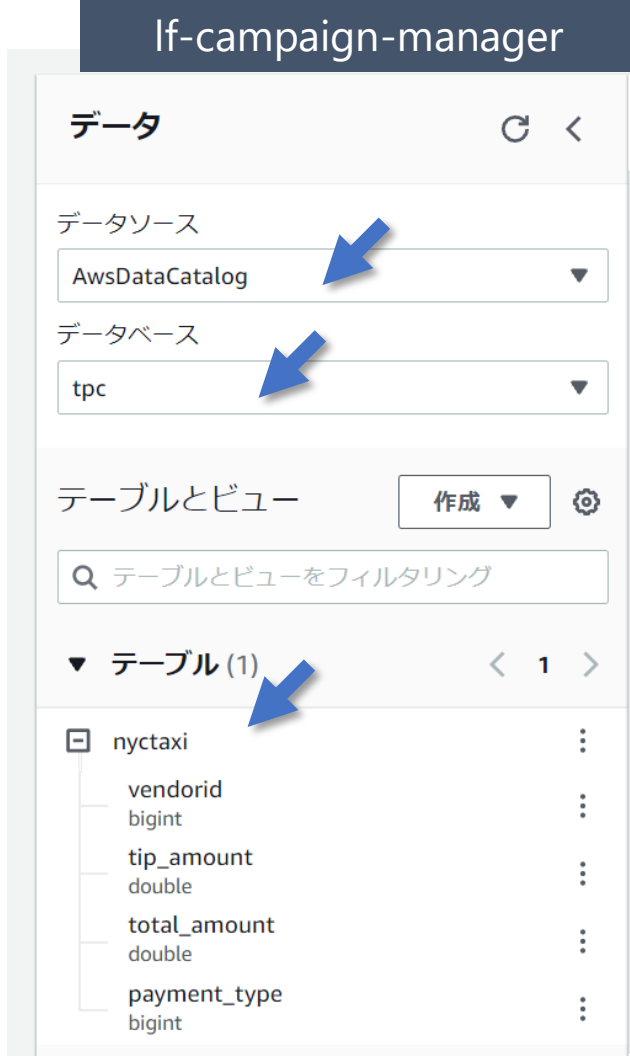 lf-campaign-manager
データ
データソース
AwsDataCatalog
データベース
tpc
テーブルとビュー
作成
テーブルとビューをフィルタリング
テーブル (1)
1
nyctaxi
vendorid
bigint
tip_amount
double
total_amount
double
payment_type
bigint